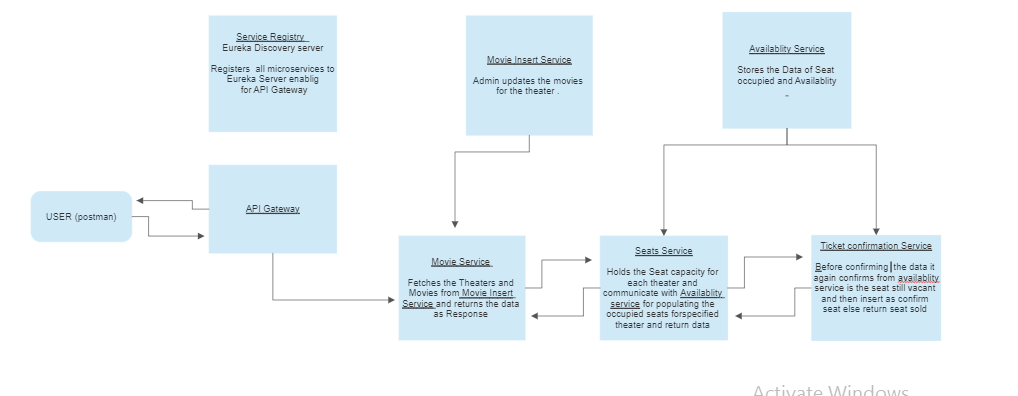 Service Registry
Eureka Discovery server
Registers all microservices to
Eureka Server enablig
for API Gateway
Movie Insert Service
Admin updates the movies
for the theater .
Availablity Service
Stores the Data of Seat
occupied and Availablity
-
USER (postman)
API Gateway
Movie Service
Fetches the Theaters and
Movies from Movie Insert
Service and returns the data
as Response
Seats Service
Holds the Seat capacity for
each theater and
communicate with Availablity
service for populating the
occupied seats forspecified
theater and return data
Ticket confirmation Service
Before confirming the data it
again confirms from availablity
service is the seat still vacant
and then insert as confirm
seat else return seat sold
Activate Windows